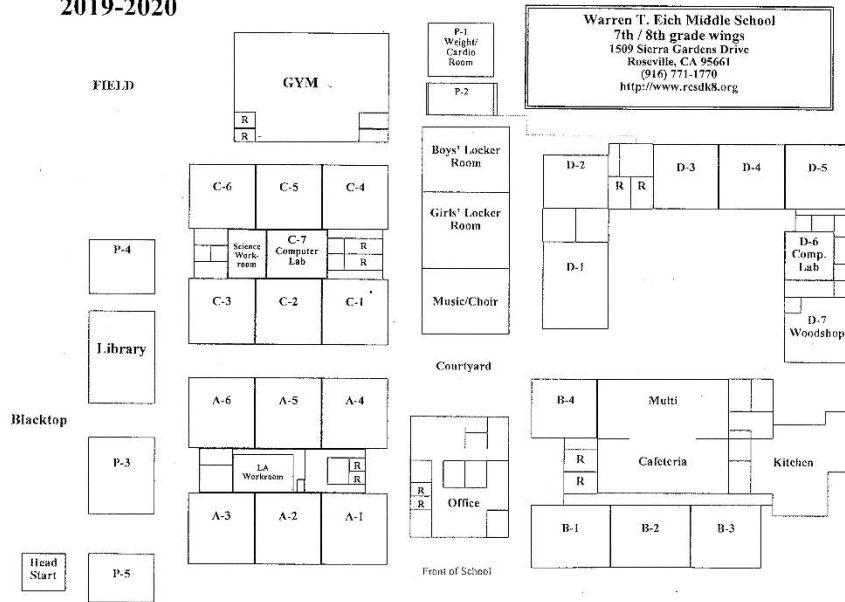 2019-2020
Warren T. Eich Middle School
7th / 8th grade wings
1509 Sierra Gardens Drive
Roseville, CA 95661
(916) 771-1770
http://www.rcsdk8.org
P-1
Weight/
Cardio
Room
FIELD
GYM
P-2
R
R
Boys' Locker
Room
D-2
R R
D-3
D-4
D-5
C-6
C-5
C-4
Girls' Locker
Room
P-4
Science
Work-
room
C-7
Computer
Lab
R
R
D-6
Comp.
Lab
D-1
C-3
C-2
C-1
Music/Choir
D-7
Woodshop
Library
Courtyard
A-6
A-5
A-4
B-4
Multi
Blacktop
P-3
LA
Workroom
R
R
R
R
Office
R
R
Cafeteria
Kitchen
A-3
A-2
A-1
B-1
B-2
B-3
Head
Start
P-5
Front of School